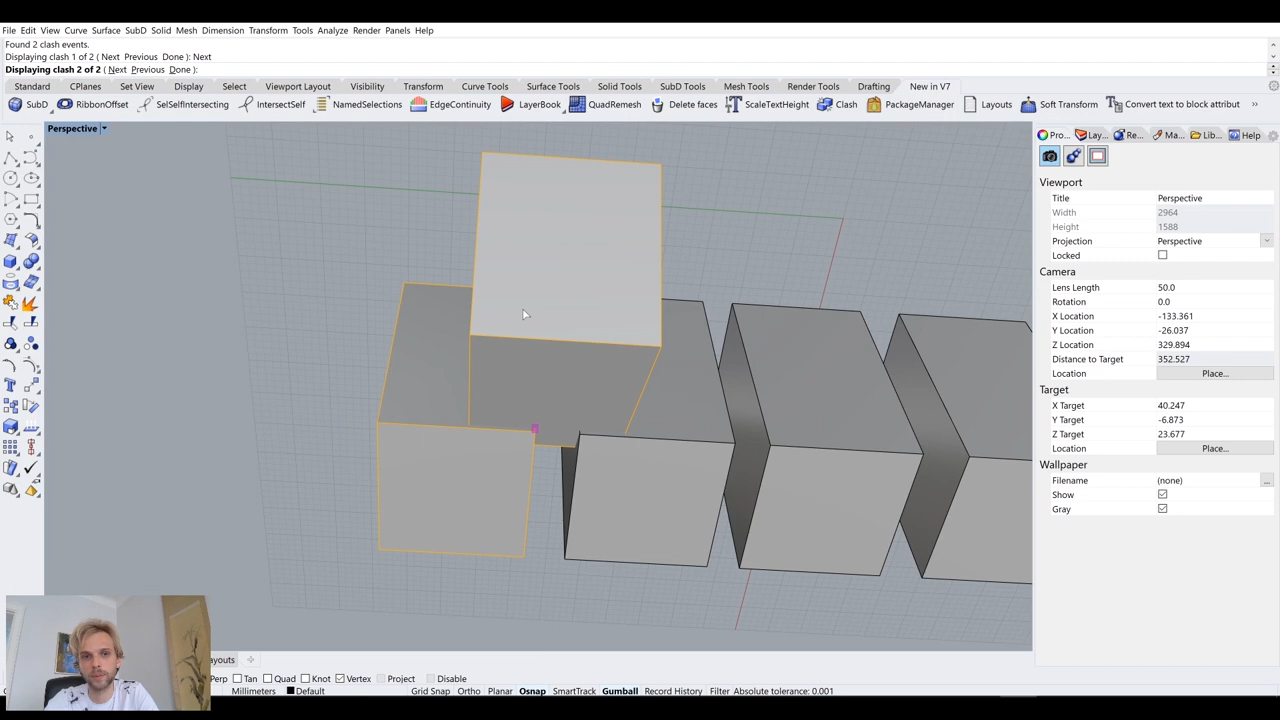 File Edit View Curve Surface SubD Solid Mesh Dimension Transform Tools Analyze Render Panels Help
Found 2 clash events.
Displaying clash 1 of 2 ( Next Previous Done ): Next
Displaying clash 2 of 2 ( Next Previous Done ):
Standard CPlanes Set View Display Select Viewport Layout Visibility Transform Curve Tools Surface Tools Solid Tools SubD Tools Mesh Tools Render Tools Drafting New in V7
SubD RibbonOffset SelSelfIntersecting IntersectSelf NamedSelections EdgeContinuity LayerBook QuadRemesh Delete faces ScaleTextHeight Clash PackageManager Layouts Soft Transform Convert text to block attribut »
Perspective
Pro... Lay... Re... Ma... Lib... Help
Viewport
Title Perspective
Width 2964
Height 1588
Projection Perspective
Locked
Camera
Lens Length 50.0
Rotation 0.0
X Location -133.361
Y Location -26.037
Z Location 329.894
Distance to Target 352.527
Location Place...
Target
X Target 40.247
Y Target -6.873
Z Target 23.677
Location Place...
Wallpaper
Filename (none) ...
Show
Gray
ayouts
Perp Tan Quad Knot Vertex Project Disable
Millimeters Default Grid Snap Ortho Planar Osnap SmartTrack Gumball Record History Filter Absolute tolerance: 0.001